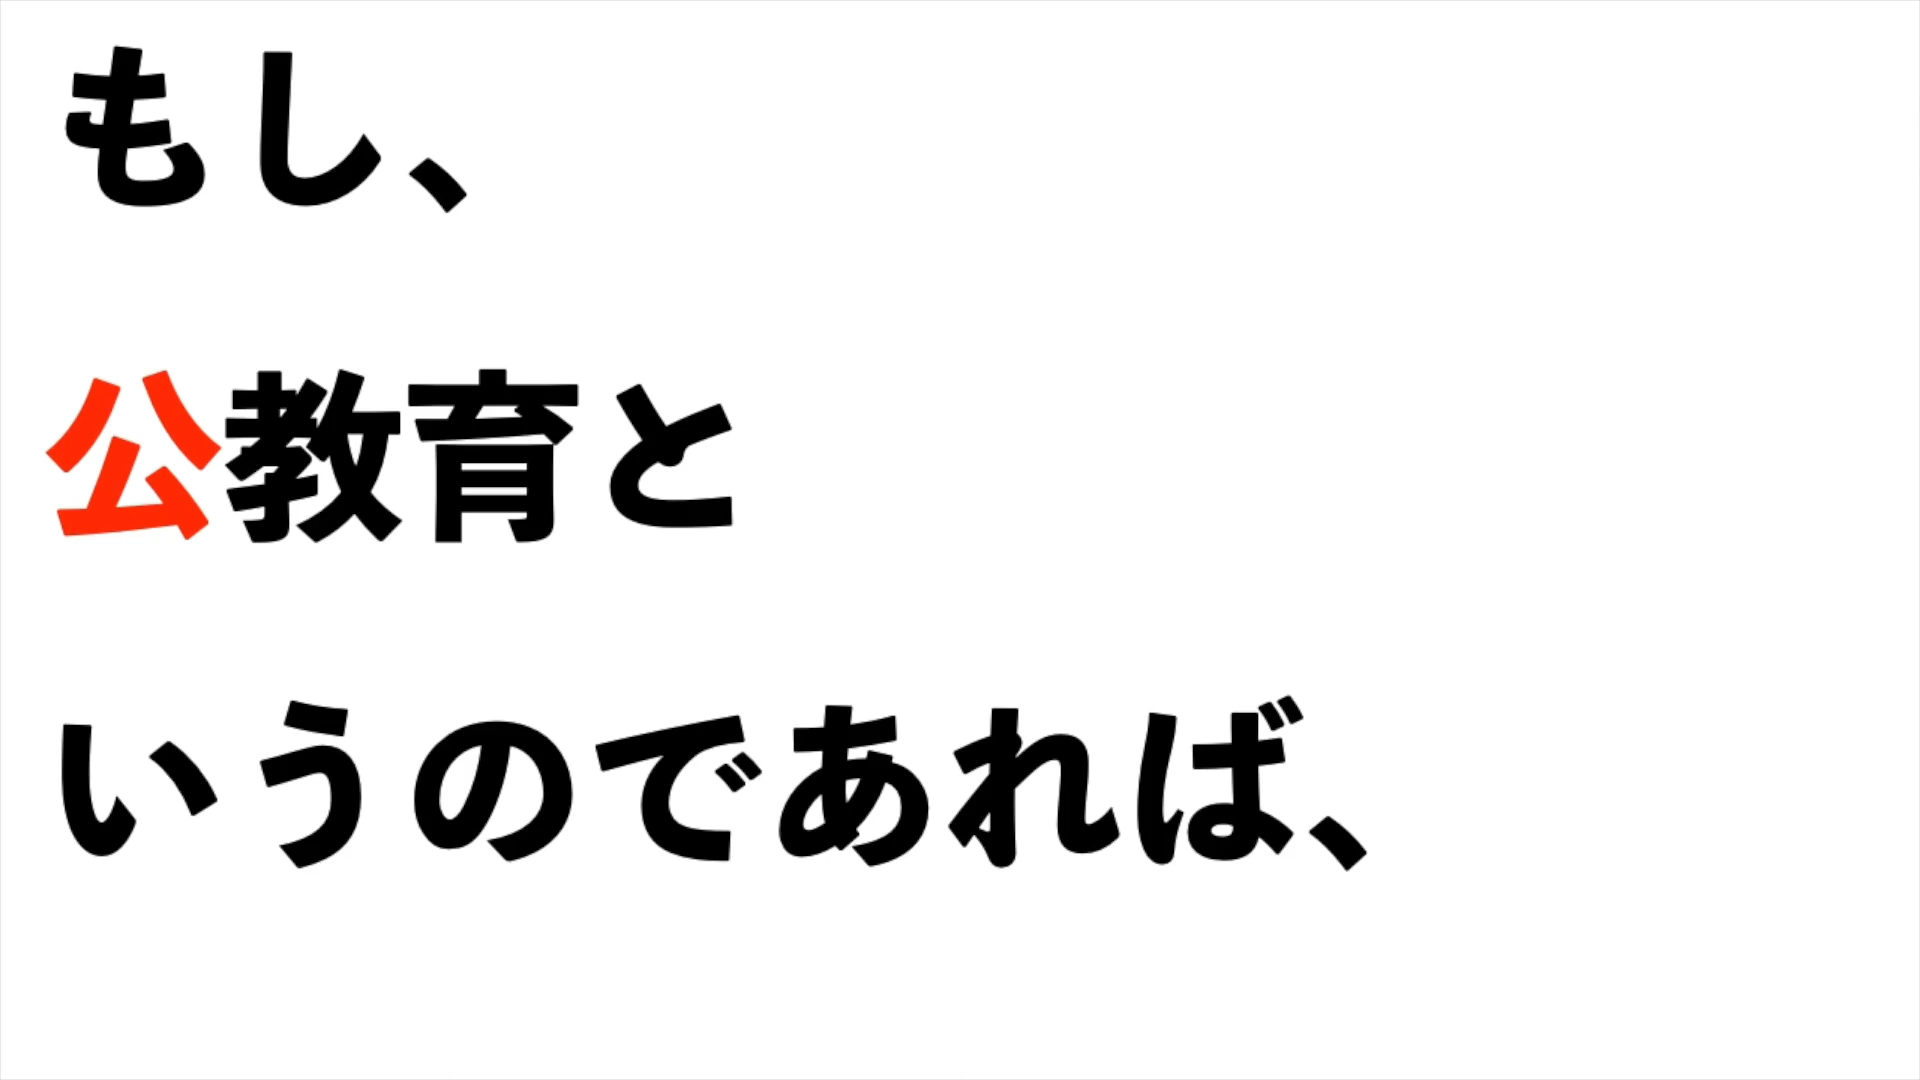 もし、
公教育と
いうのであれば、